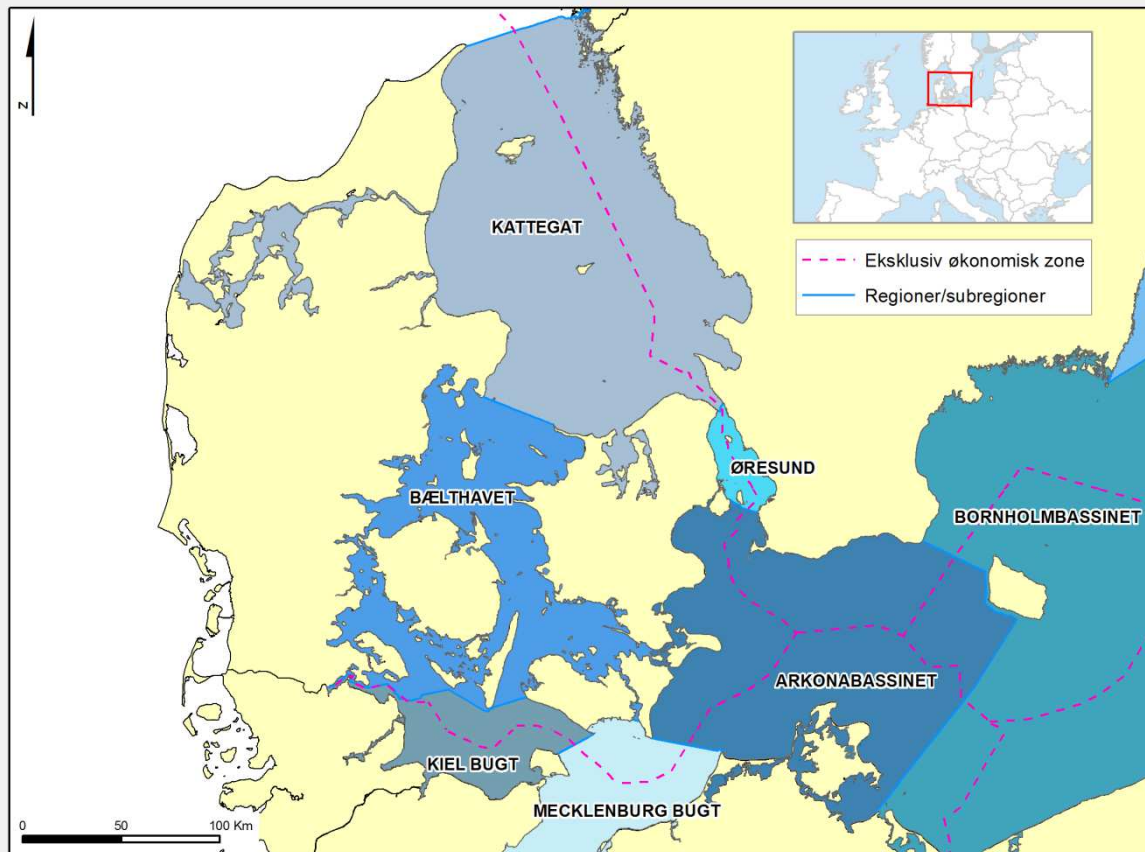 N
KATTEGAT
Eksklusiv økonomisk zone
Regioner/subregioner
ØRESUND
BÆLTHAVET
BORNHOLMBASSINET
ARKONABASSINET
KIEL BUGT
MECKLENBURG BUGT
0 50 100 Km